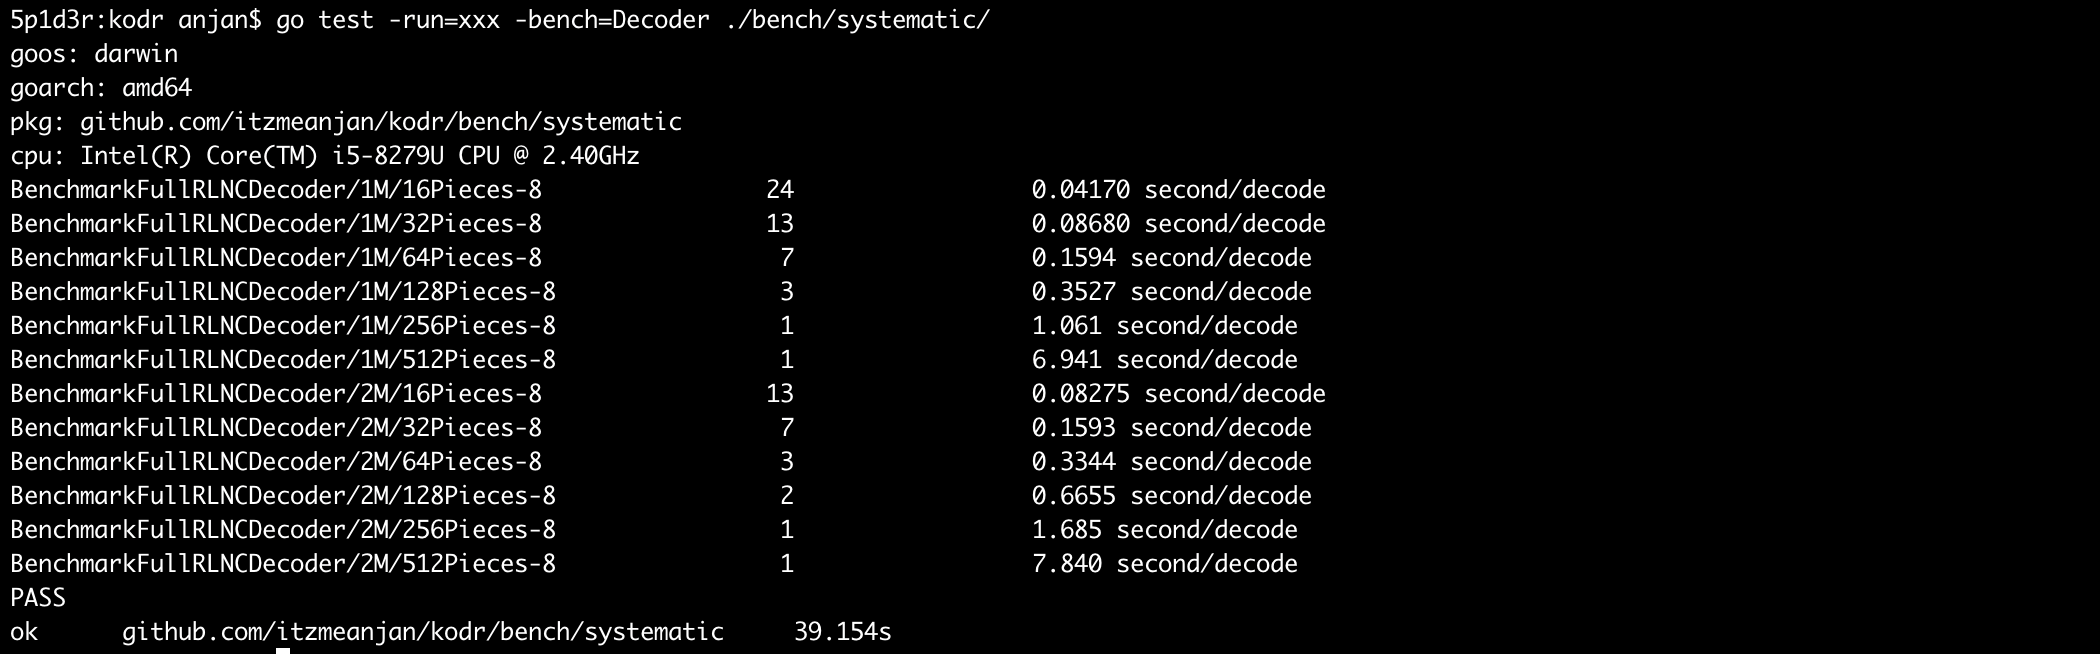 5p1d3r:kodr anjan$ go test -run=xxx -bench=Decoder ./bench/systematic/
goos: darwin
goarch: amd64
pkg: github.com/itzmeanjan/kodr/bench/systematic
cpu: Intel(R) Core(TM) i5-8279U CPU @ 2.40GHz
BenchmarkFullRLNCDecoder/1M/16Pieces-8                24                 0.04170 second/decode
BenchmarkFullRLNCDecoder/1M/32Pieces-8                13                 0.08680 second/decode
BenchmarkFullRLNCDecoder/1M/64Pieces-8                 7                 0.1594 second/decode
BenchmarkFullRLNCDecoder/1M/128Pieces-8                3                 0.3527 second/decode
BenchmarkFullRLNCDecoder/1M/256Pieces-8                1                 1.061 second/decode
BenchmarkFullRLNCDecoder/1M/512Pieces-8                1                 6.941 second/decode
BenchmarkFullRLNCDecoder/2M/16Pieces-8                13                 0.08275 second/decode
BenchmarkFullRLNCDecoder/2M/32Pieces-8                 7                 0.1593 second/decode
BenchmarkFullRLNCDecoder/2M/64Pieces-8                 3                 0.3344 second/decode
BenchmarkFullRLNCDecoder/2M/128Pieces-8                2                 0.6655 second/decode
BenchmarkFullRLNCDecoder/2M/256Pieces-8                1                 1.685 second/decode
BenchmarkFullRLNCDecoder/2M/512Pieces-8                1                 7.840 second/decode
PASS
ok      github.com/itzmeanjan/kodr/bench/systematic     39.154s